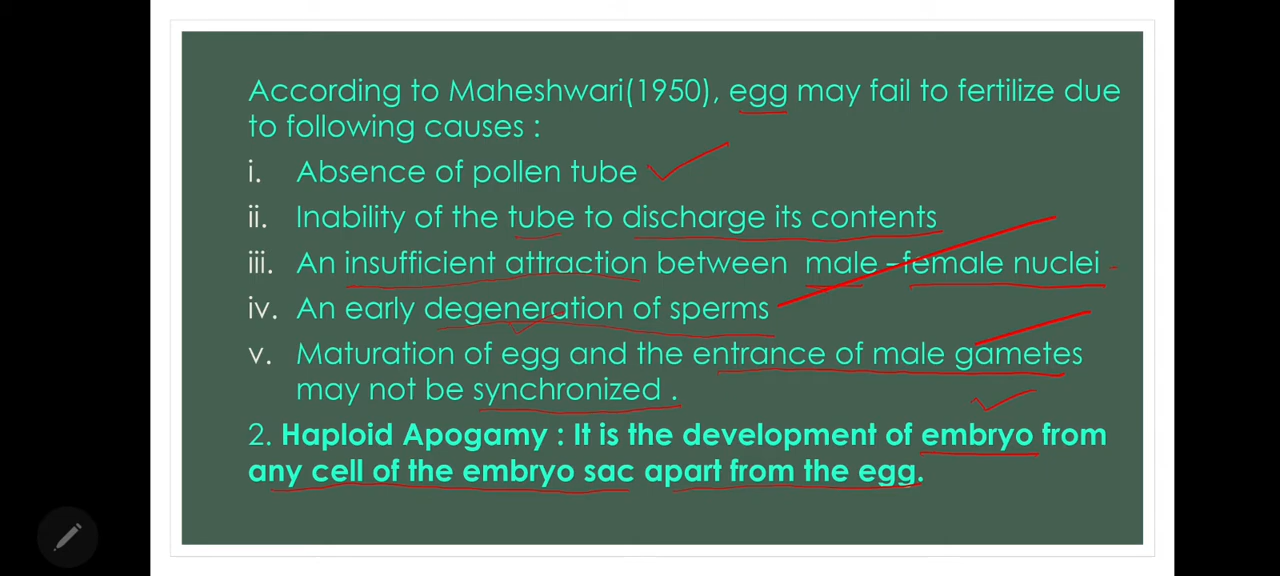 According to Maheshwari(1950), egg may fail to fertilize due
to following causes :
i. Absence of pollen tube
ii. Inability of the tube to discharge its contents
iii. An insufficient attraction between male -female nuclei
iv. An early degeneration of sperms
v. Maturation of egg and the entrance of male gametes
may not be synchronized .
2. Haploid Apogamy : It is the development of embryo from
any cell of the embryo sac apart from the egg.